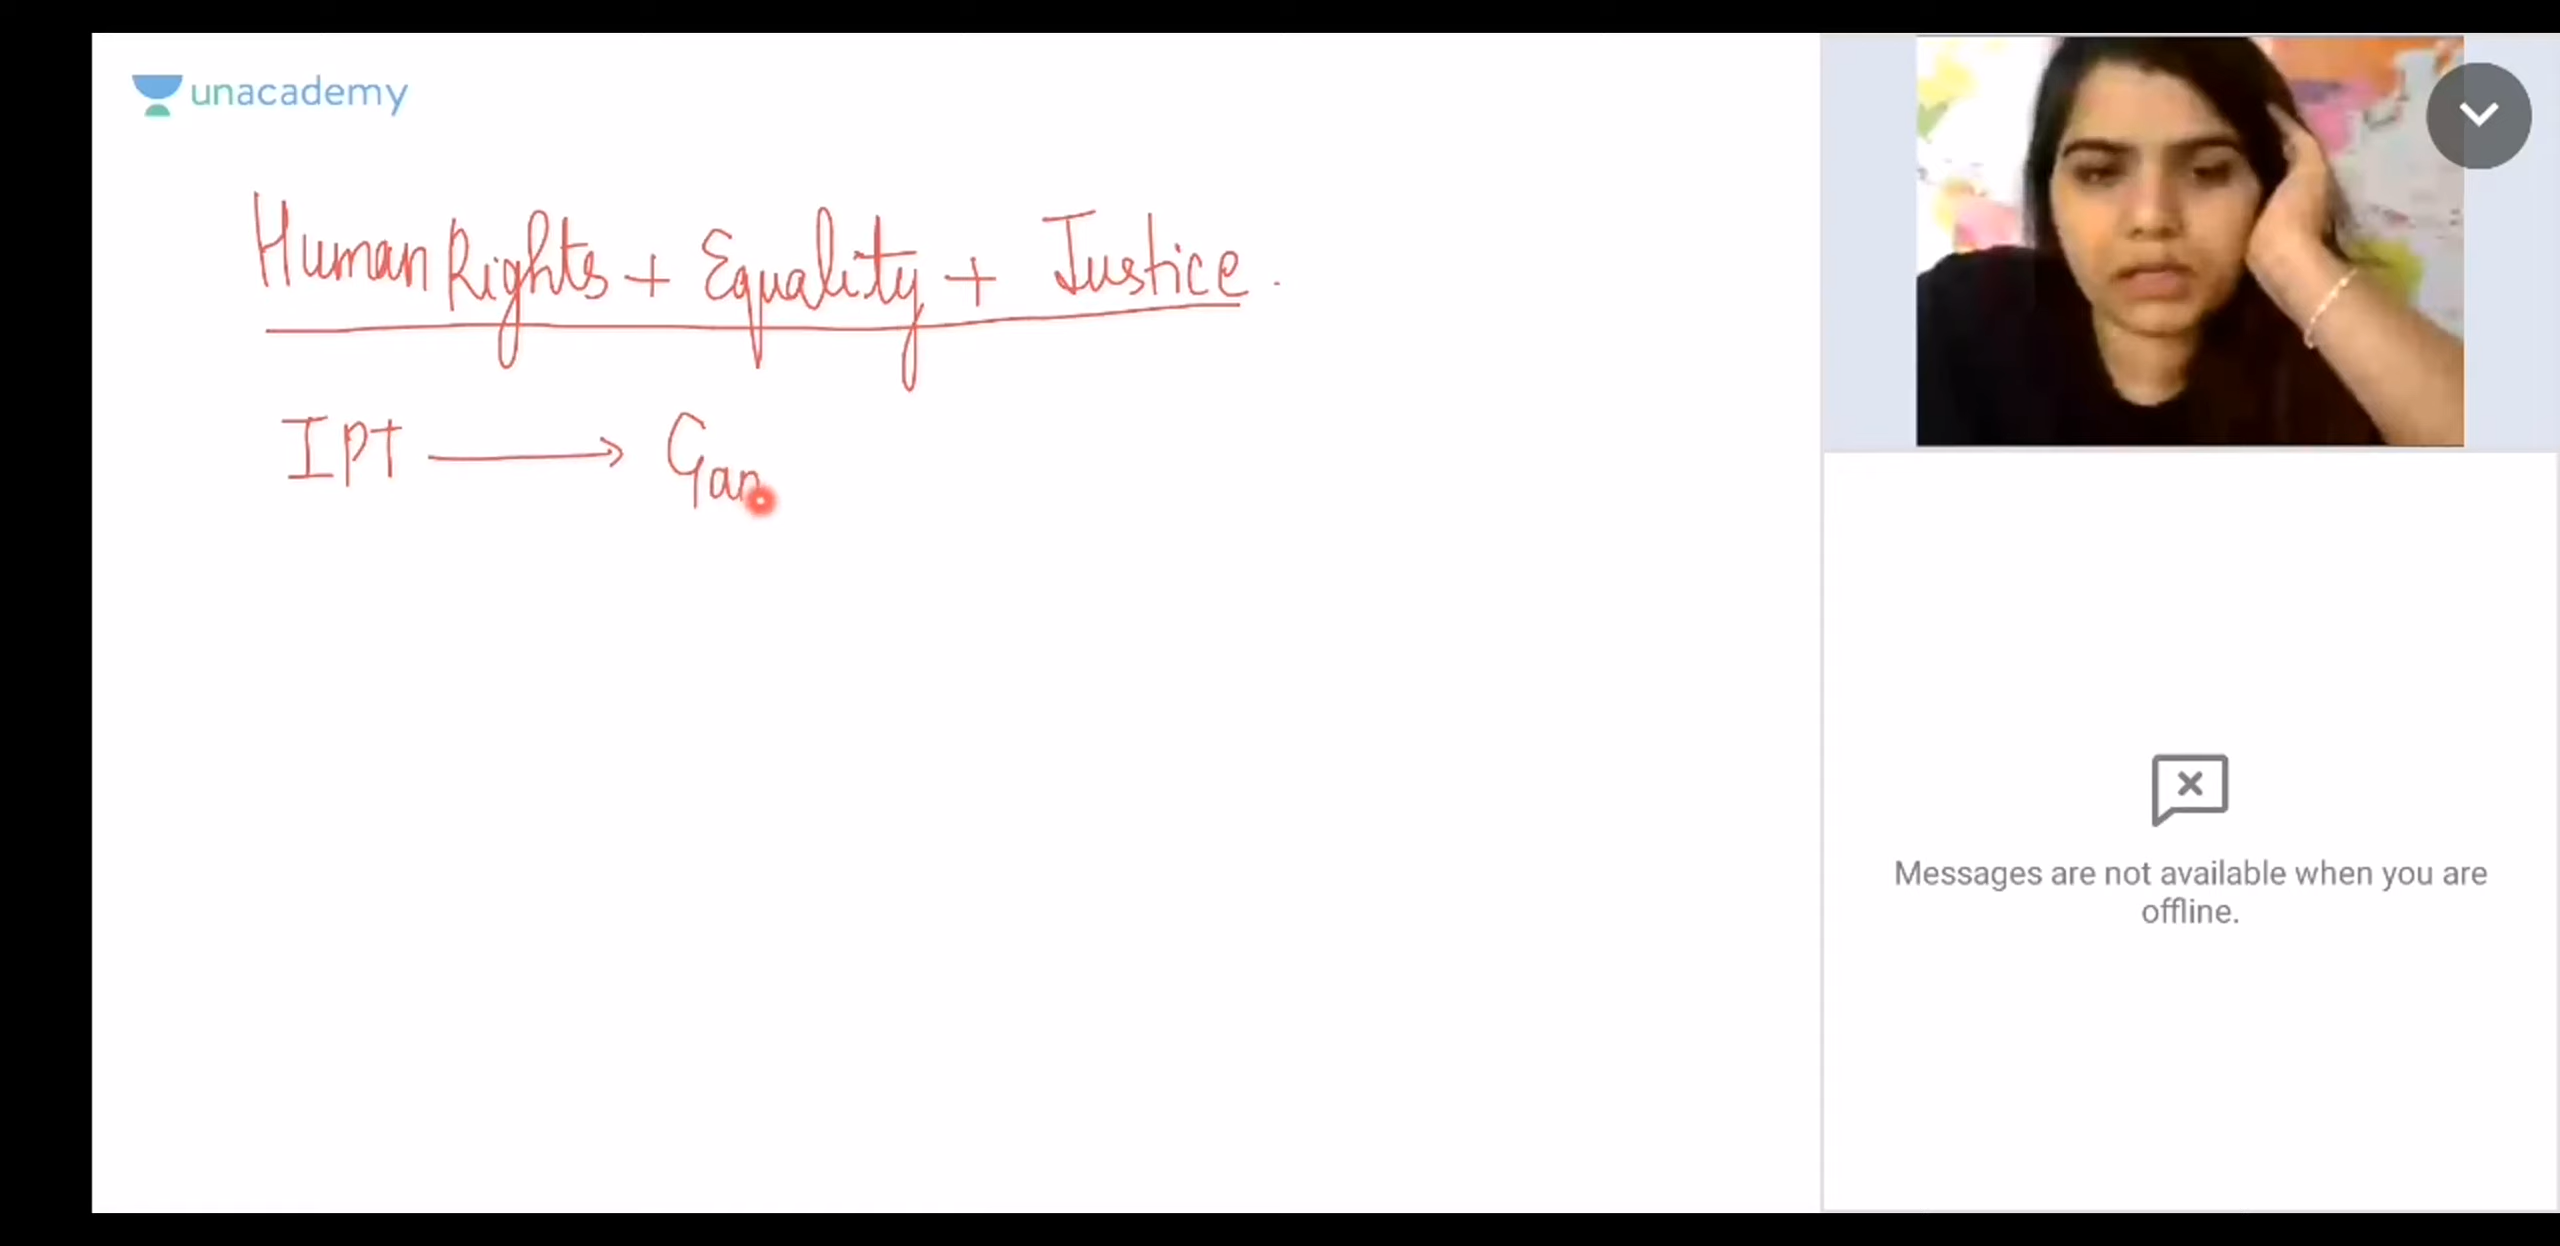 unacademy
Human Rights + Equality + Justice .
IPT → Gan
Messages are not available when you are
offline.